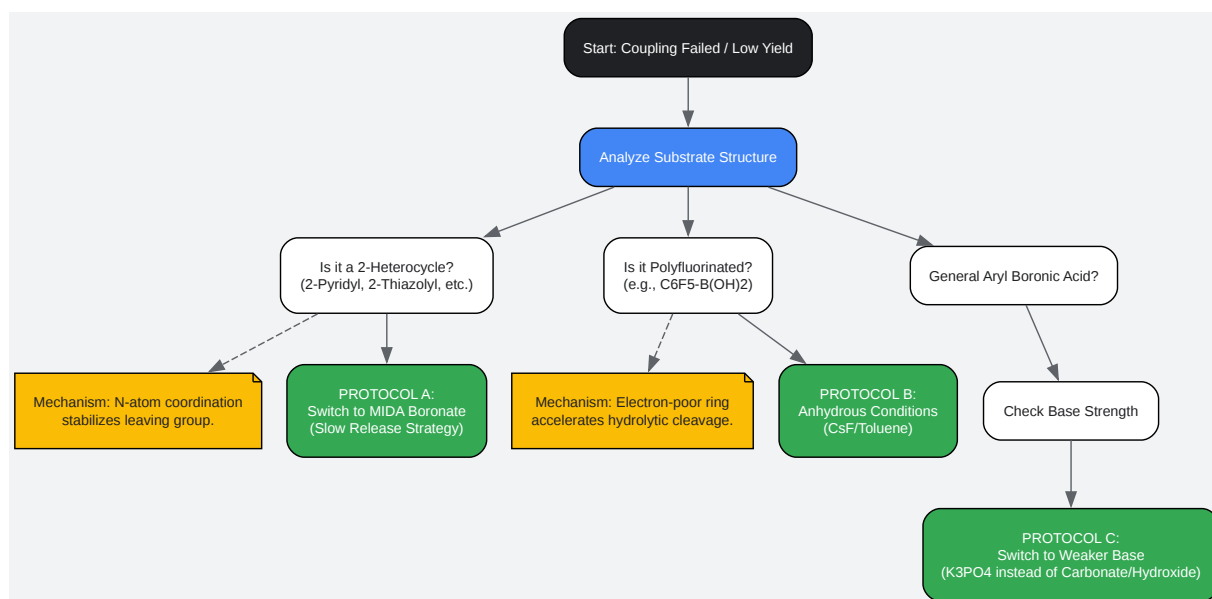 Start: Coupling Failed / Low Yield
Analyze Substrate Structure
Is it a 2-Heterocycle?
(2-Pyridyl, 2-Thiazolyl, etc.)
Is it Polyfluorinated?
(e.g., C6F5-B(OH)2)
General Aryl Boronic Acid?
Mechanism: N-atom coordination
stabilizes leaving group.
PROTOCOL A:
Switch to MIDA Boronate
(Slow Release Strategy)
Mechanism: Electron-poor ring
accelerates hydrolytic cleavage.
PROTOCOL B:
Anhydrous Conditions
(CsF/Toluene)
Check Base Strength
PROTOCOL C:
Switch to Weaker Base
(K3PO4 instead of Carbonate/Hydroxide)